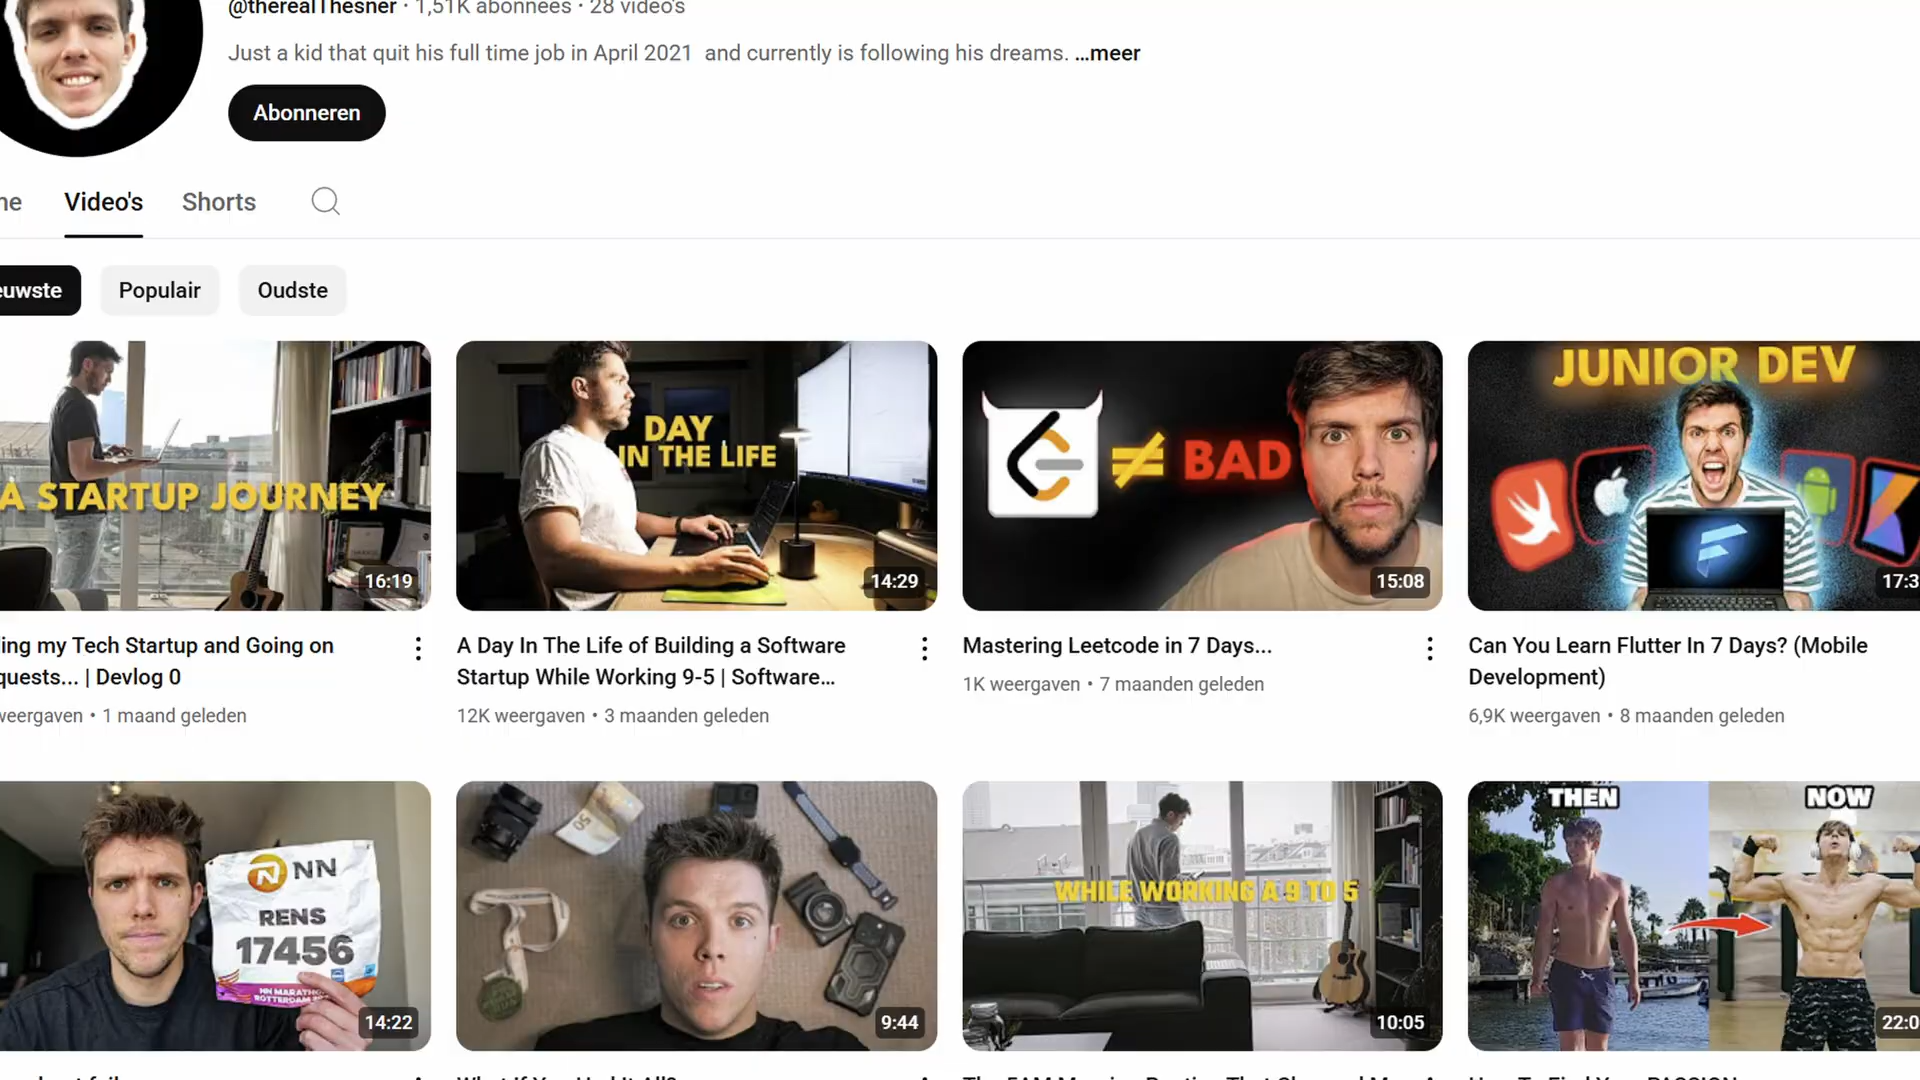 @therealThesner · 1,51K abonnees · 28 video's
Just a kid that quit his full time job in April 2021 and currently is following his dreams. ...meer
Abonneren
Video's
Shorts
Populair
Oudste
A STARTUP JOURNEY
16:19
DAY
IN THE LIFE
14:29
≠ BAD
15:08
JUNIOR DEV
ing my Tech Startup and Going on
quests... | Devlog 0
weergaven • 1 maand geleden
A Day In The Life of Building a Software
Startup While Working 9-5 | Software...
12K weergaven • 3 maanden geleden
Mastering Leetcode in 7 Days...
1K weergaven • 7 maanden geleden
Can You Learn Flutter In 7 Days? (Mobile
Development)
6,9K weergaven • 8 maanden geleden
NN
RENS
17456
NN MARATHON
ROTTERDAM
14:22
50
9:44
WHILE WORKING A 9 TO 5
10:05
THEN
NOW